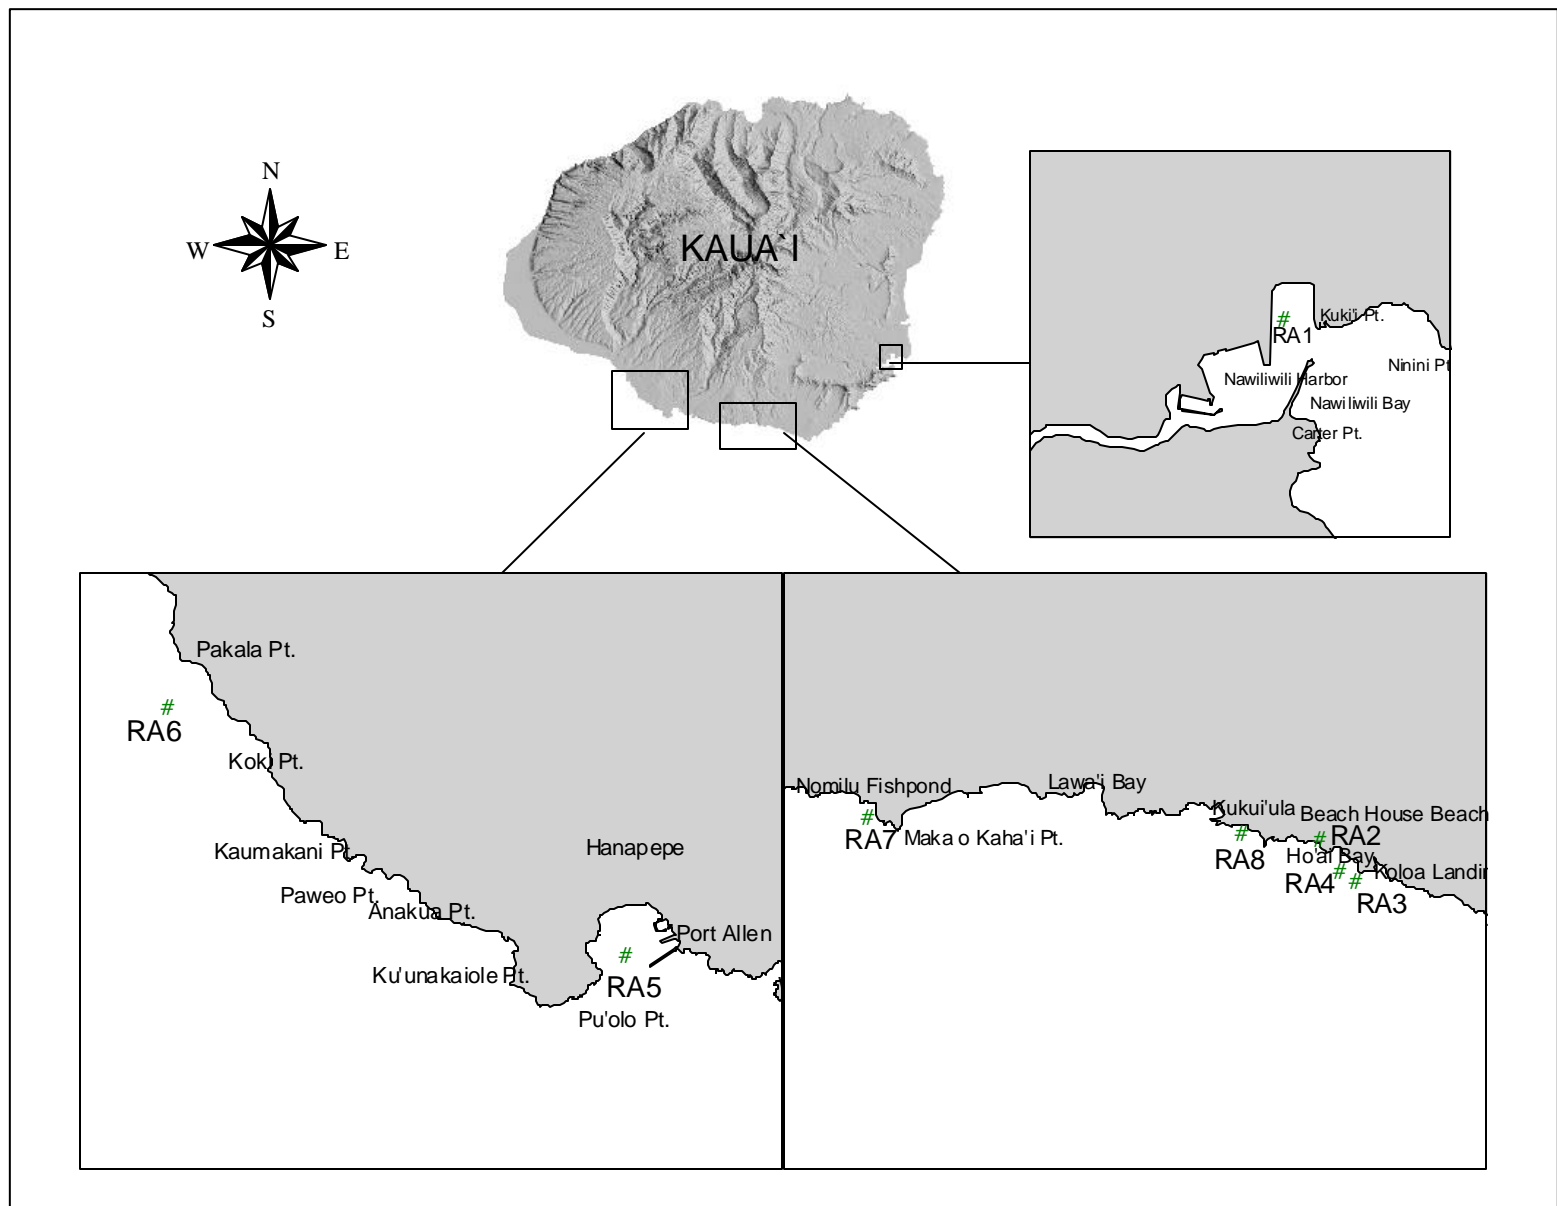 N
W
E
S
KAUA`I
#
RA1
Kuki'i Pt.
Ninini Pt
Nawiliwili Harbor
Nawiliwili Bay
Carter Pt.
Pakala Pt.
#
RA6
Koki Pt.
Kaumakani Pt.
Paweo Pt.
Anakua Pt.
Ku'unakaiole Pt.
Hanapepe
Port Allen
#
RA5
Pu'olo Pt.
Nomilu Fishpond
#
RA7
Maka o Kaha'i Pt.
Lawa'i Bay
Kukui'ula
#
RA8
Beach House Beach
#
RA2
Ho'ai Bay
#
RA4
#
RA3
Koloa Landin